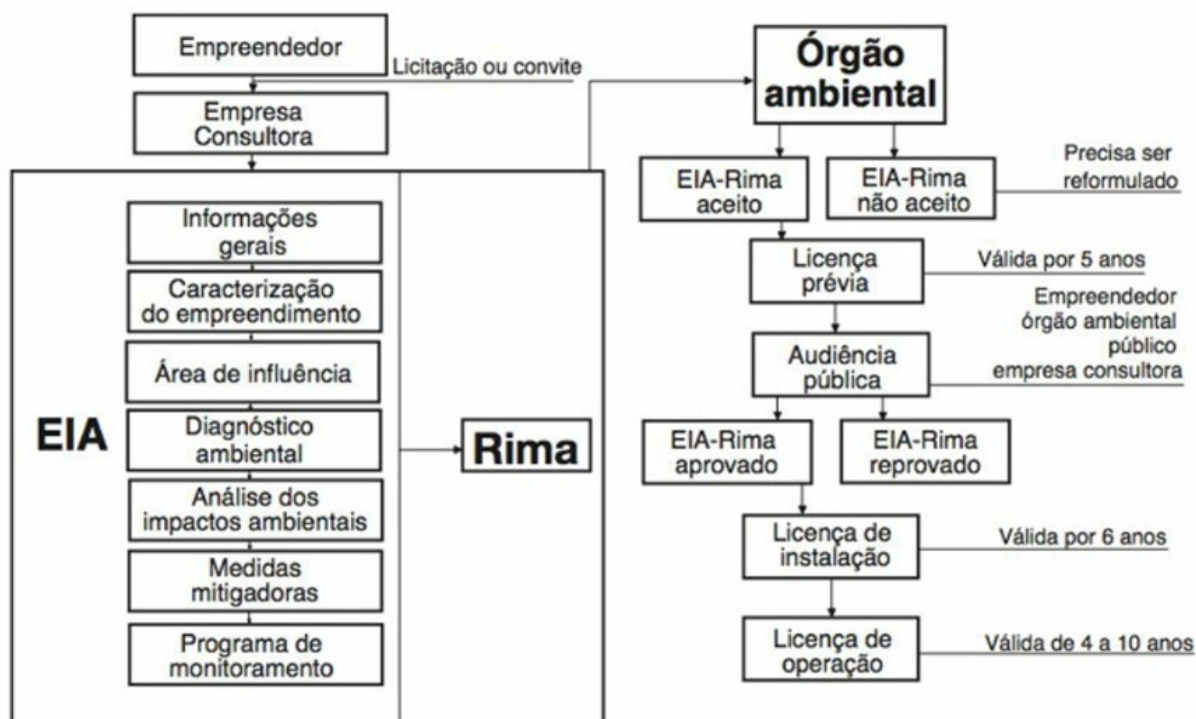 Empreendedor
Licitação ou convite
Empresa
Consultora
EIA
Informações
gerais
Caracterização
do empreendimento
Área de influência
Diagnóstico
ambiental
Análise dos
impactos ambientais
Medidas
mitigadoras
Programa de
monitoramento
Rima
Órgão
ambiental
EIA-Rima
aceito
EIA-Rima
não aceito
Precisa ser
reformulado
Licença
prévia
Válida por 5 anos
Audiência
pública
Empreendedor
órgão ambiental
público
empresa consultora
EIA-Rima
aprovado
EIA-Rima
reprovado
Licença de
instalação
Válida por 6 anos
Licença de
operação
Válida de 4 a 10 anos